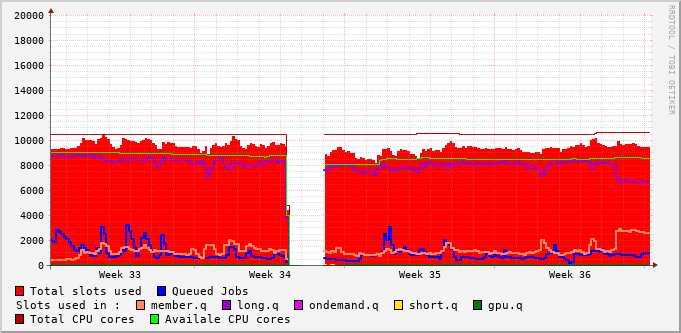 20000
18000
16000
14000
12000
10000
8000
6000
4000
2000
0
Week 33 Week 34 Week 35 Week 36
RRDTOOL / TOBI OETIKER
Total slots used Queued Jobs
Slots used in : member.q long.q ondemand.q short.q gpu.q
Total CPU cores Availale CPU cores